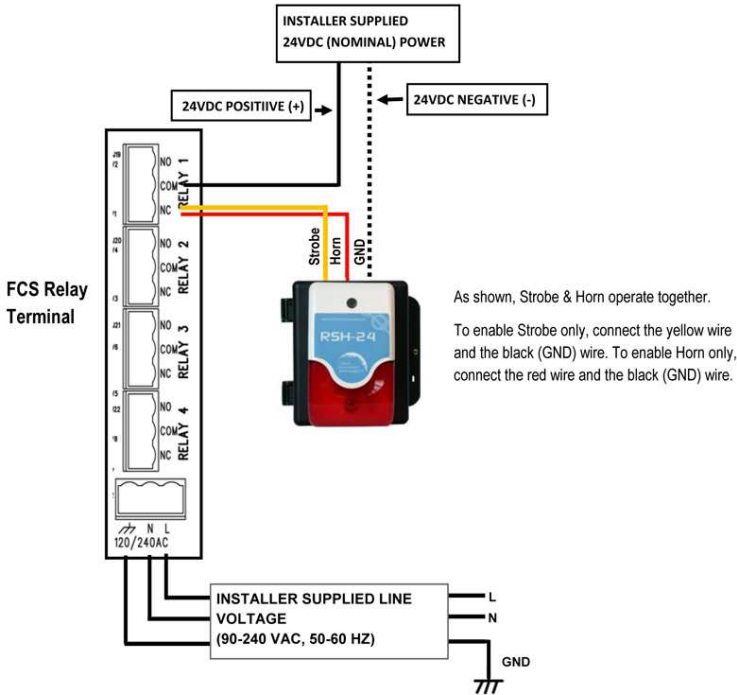 INSTALLER SUPPLIED
24VDC (NOMINAL) POWER
24VDC POSITIIVE (+)
24VDC NEGATIVE (-)
J19
NO
COM
NC
RELAY 1
J20
NO
COM
NC
RELAY 2
J21
NO
COM
NC
RELAY 3
NO
COM
NC
RELAY 4
N L
120/240AC
FCS Relay
Terminal
Strobe
Horn
GND
RSH-24
As shown, Strobe & Horn operate together.
To enable Strobe only, connect the yellow wire
and the black (GND) wire. To enable Horn only,
connect the red wire and the black (GND) wire.
INSTALLER SUPPLIED LINE
VOLTAGE
(90-240 VAC, 50-60 HZ)
L
N
GND